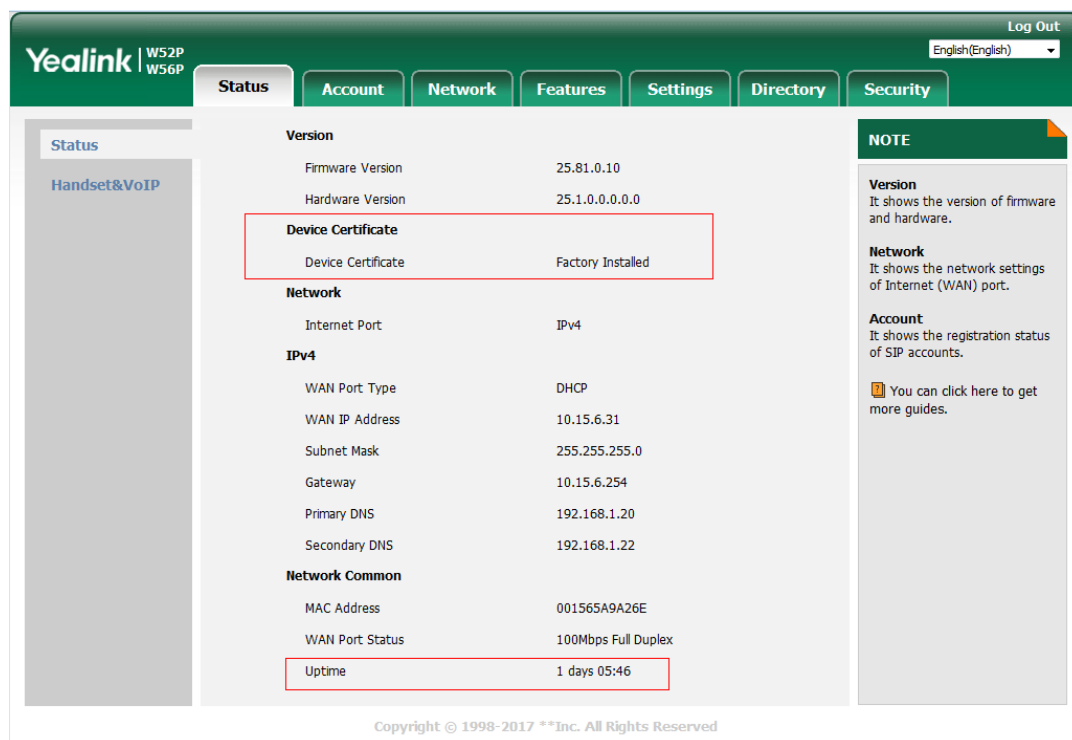 Log Out
Yealink | W52P W56P
English(English)
Status
Account
Network
Features
Settings
Directory
Security
Status
Handset&VoIP
Version
Firmware Version 25.81.0.10
Hardware Version 25.1.0.0.0.0.0
Device Certificate
Device Certificate Factory Installed
Network
Internet Port IPv4
IPv4
WAN Port Type DHCP
WAN IP Address 10.15.6.31
Subnet Mask 255.255.255.0
Gateway 10.15.6.254
Primary DNS 192.168.1.20
Secondary DNS 192.168.1.22
Network Common
MAC Address 001565A9A26E
WAN Port Status 100Mbps Full Duplex
Uptime 1 days 05:46
NOTE
Version
It shows the version of firmware
and hardware.
Network
It shows the network settings
of Internet (WAN) port.
Account
It shows the registration status
of SIP accounts.
? You can click here to get
more guides.
Copyright © 1998-2017 **Inc. All Rights Reserved